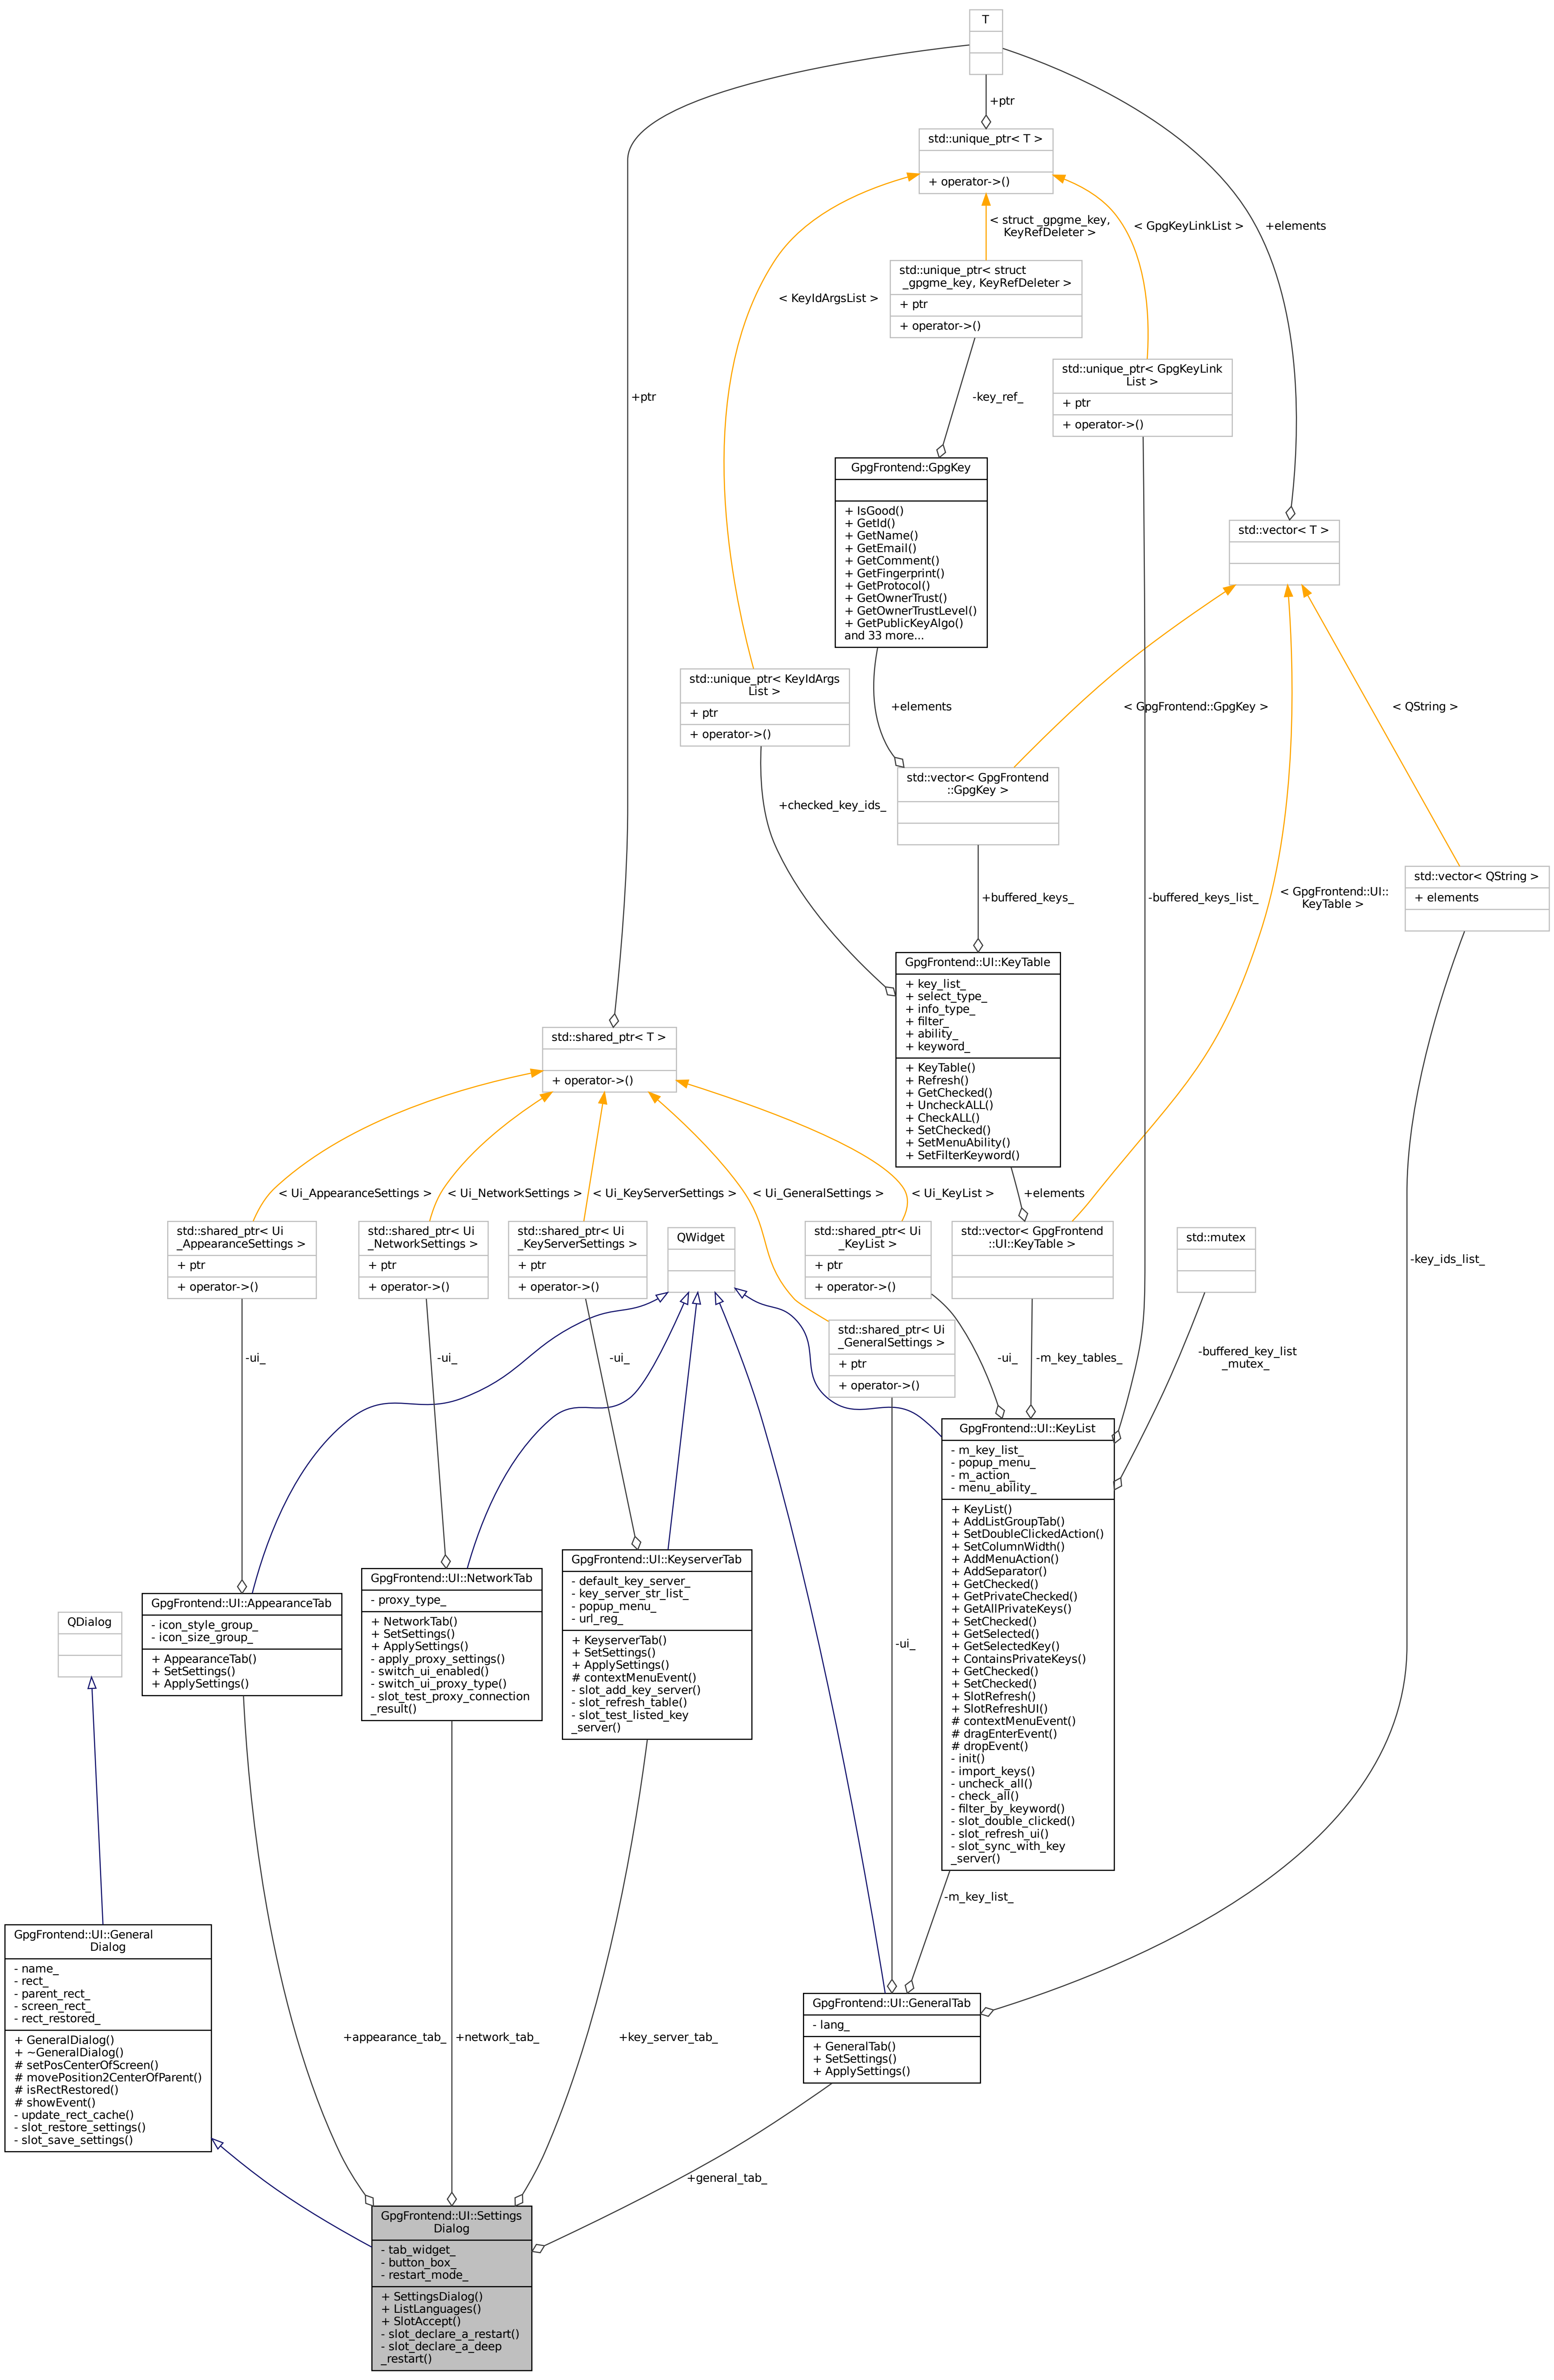 T
+ptr
std::unique_ptr< T >
+ operator->()
< struct _gpgme_key,
KeyRefDeleter >
< GpgKeyLinkList >
+elements
std::unique_ptr< struct
_gpgme_key, KeyRefDeleter >
+ ptr
+ operator->()
< KeyIdArgsList >
std::unique_ptr< GpgKeyLink
List >
+ ptr
+ operator->()
+ptr
-key_ref_
GpgFrontend::GpgKey
+ IsGood()
+ GetId()
+ GetName()
+ GetEmail()
+ GetComment()
+ GetFingerprint()
+ GetProtocol()
+ GetOwnerTrust()
+ GetOwnerTrustLevel()
+ GetPublicKeyAlgo()
and 33 more...
std::vector< T >
std::unique_ptr< KeyIdArgs
List >
+ ptr
+ operator->()
+elements
< GpgFrontend::GpgKey >
< QString >
std::vector< GpgFrontend
::GpgKey >
+checked_key_ids_
+buffered_keys_
-buffered_keys_list_
< GpgFrontend::UI::
KeyTable >
std::vector< QString >
+ elements
GpgFrontend::UI::KeyTable
+ key_list_
+ select_type_
+ info_type_
+ filter_
+ ability_
+ keyword_
+ KeyTable()
+ Refresh()
+ GetChecked()
+ UncheckALL()
+ CheckALL()
+ SetChecked()
+ SetMenuAbility()
+ SetFilterKeyword()
std::shared_ptr< T >
+ operator->()
< Ui_AppearanceSettings >
< Ui_NetworkSettings >
< Ui_KeyServerSettings >
< Ui_GeneralSettings >
< Ui_KeyList >
+elements
std::shared_ptr< Ui
_AppearanceSettings >
+ ptr
+ operator->()
std::shared_ptr< Ui
_NetworkSettings >
+ ptr
+ operator->()
std::shared_ptr< Ui
_KeyServerSettings >
+ ptr
+ operator->()
QWidget
std::shared_ptr< Ui
_KeyList >
+ ptr
+ operator->()
std::vector< GpgFrontend
::UI::KeyTable >
std::mutex
-key_ids_list_
std::shared_ptr< Ui
_GeneralSettings >
+ ptr
+ operator->()
-ui_
-ui_
-ui_
-ui_
-m_key_tables_
-buffered_key_list
_mutex_
GpgFrontend::UI::KeyList
- m_key_list_
- popup_menu_
- m_action_
- menu_ability_
+ KeyList()
+ AddListGroupTab()
+ SetDoubleClickedAction()
+ SetColumnWidth()
+ AddMenuAction()
+ AddSeparator()
+ GetChecked()
+ GetPrivateChecked()
+ GetAllPrivateKeys()
+ SetChecked()
+ GetSelected()
+ GetSelectedKey()
+ ContainsPrivateKeys()
+ GetChecked()
+ SetChecked()
+ SlotRefresh()
+ SlotRefreshUI()
# contextMenuEvent()
# dragEnterEvent()
# dropEvent()
- init()
- import_keys()
- uncheck_all()
- check_all()
- filter_by_keyword()
- slot_double_clicked()
- slot_refresh_ui()
- slot_sync_with_key
_server()
GpgFrontend::UI::KeyserverTab
- default_key_server_
- key_server_str_list_
- popup_menu_
- url_reg_
+ KeyserverTab()
+ SetSettings()
+ ApplySettings()
# contextMenuEvent()
- slot_add_key_server()
- slot_refresh_table()
- slot_test_listed_key
_server()
GpgFrontend::UI::NetworkTab
- proxy_type_
+ NetworkTab()
+ SetSettings()
+ ApplySettings()
- apply_proxy_settings()
- switch_ui_enabled()
- switch_ui_proxy_type()
- slot_test_proxy_connection
_result()
GpgFrontend::UI::AppearanceTab
- icon_style_group_
- icon_size_group_
+ AppearanceTab()
+ SetSettings()
+ ApplySettings()
QDialog
-ui_
-m_key_list_
GpgFrontend::UI::General
Dialog
- name_
- rect_
- parent_rect_
- screen_rect_
- rect_restored_
+ GeneralDialog()
+ ~GeneralDialog()
# setPosCenterOfScreen()
# movePosition2CenterOfParent()
# isRectRestored()
# showEvent()
- update_rect_cache()
- slot_restore_settings()
- slot_save_settings()
GpgFrontend::UI::GeneralTab
- lang_
+ GeneralTab()
+ SetSettings()
+ ApplySettings()
+appearance_tab_
+network_tab_
+key_server_tab_
+general_tab_
GpgFrontend::UI::Settings
Dialog
- tab_widget_
- button_box_
- restart_mode_
+ SettingsDialog()
+ ListLanguages()
+ SlotAccept()
- slot_declare_a_restart()
- slot_declare_a_deep
_restart()